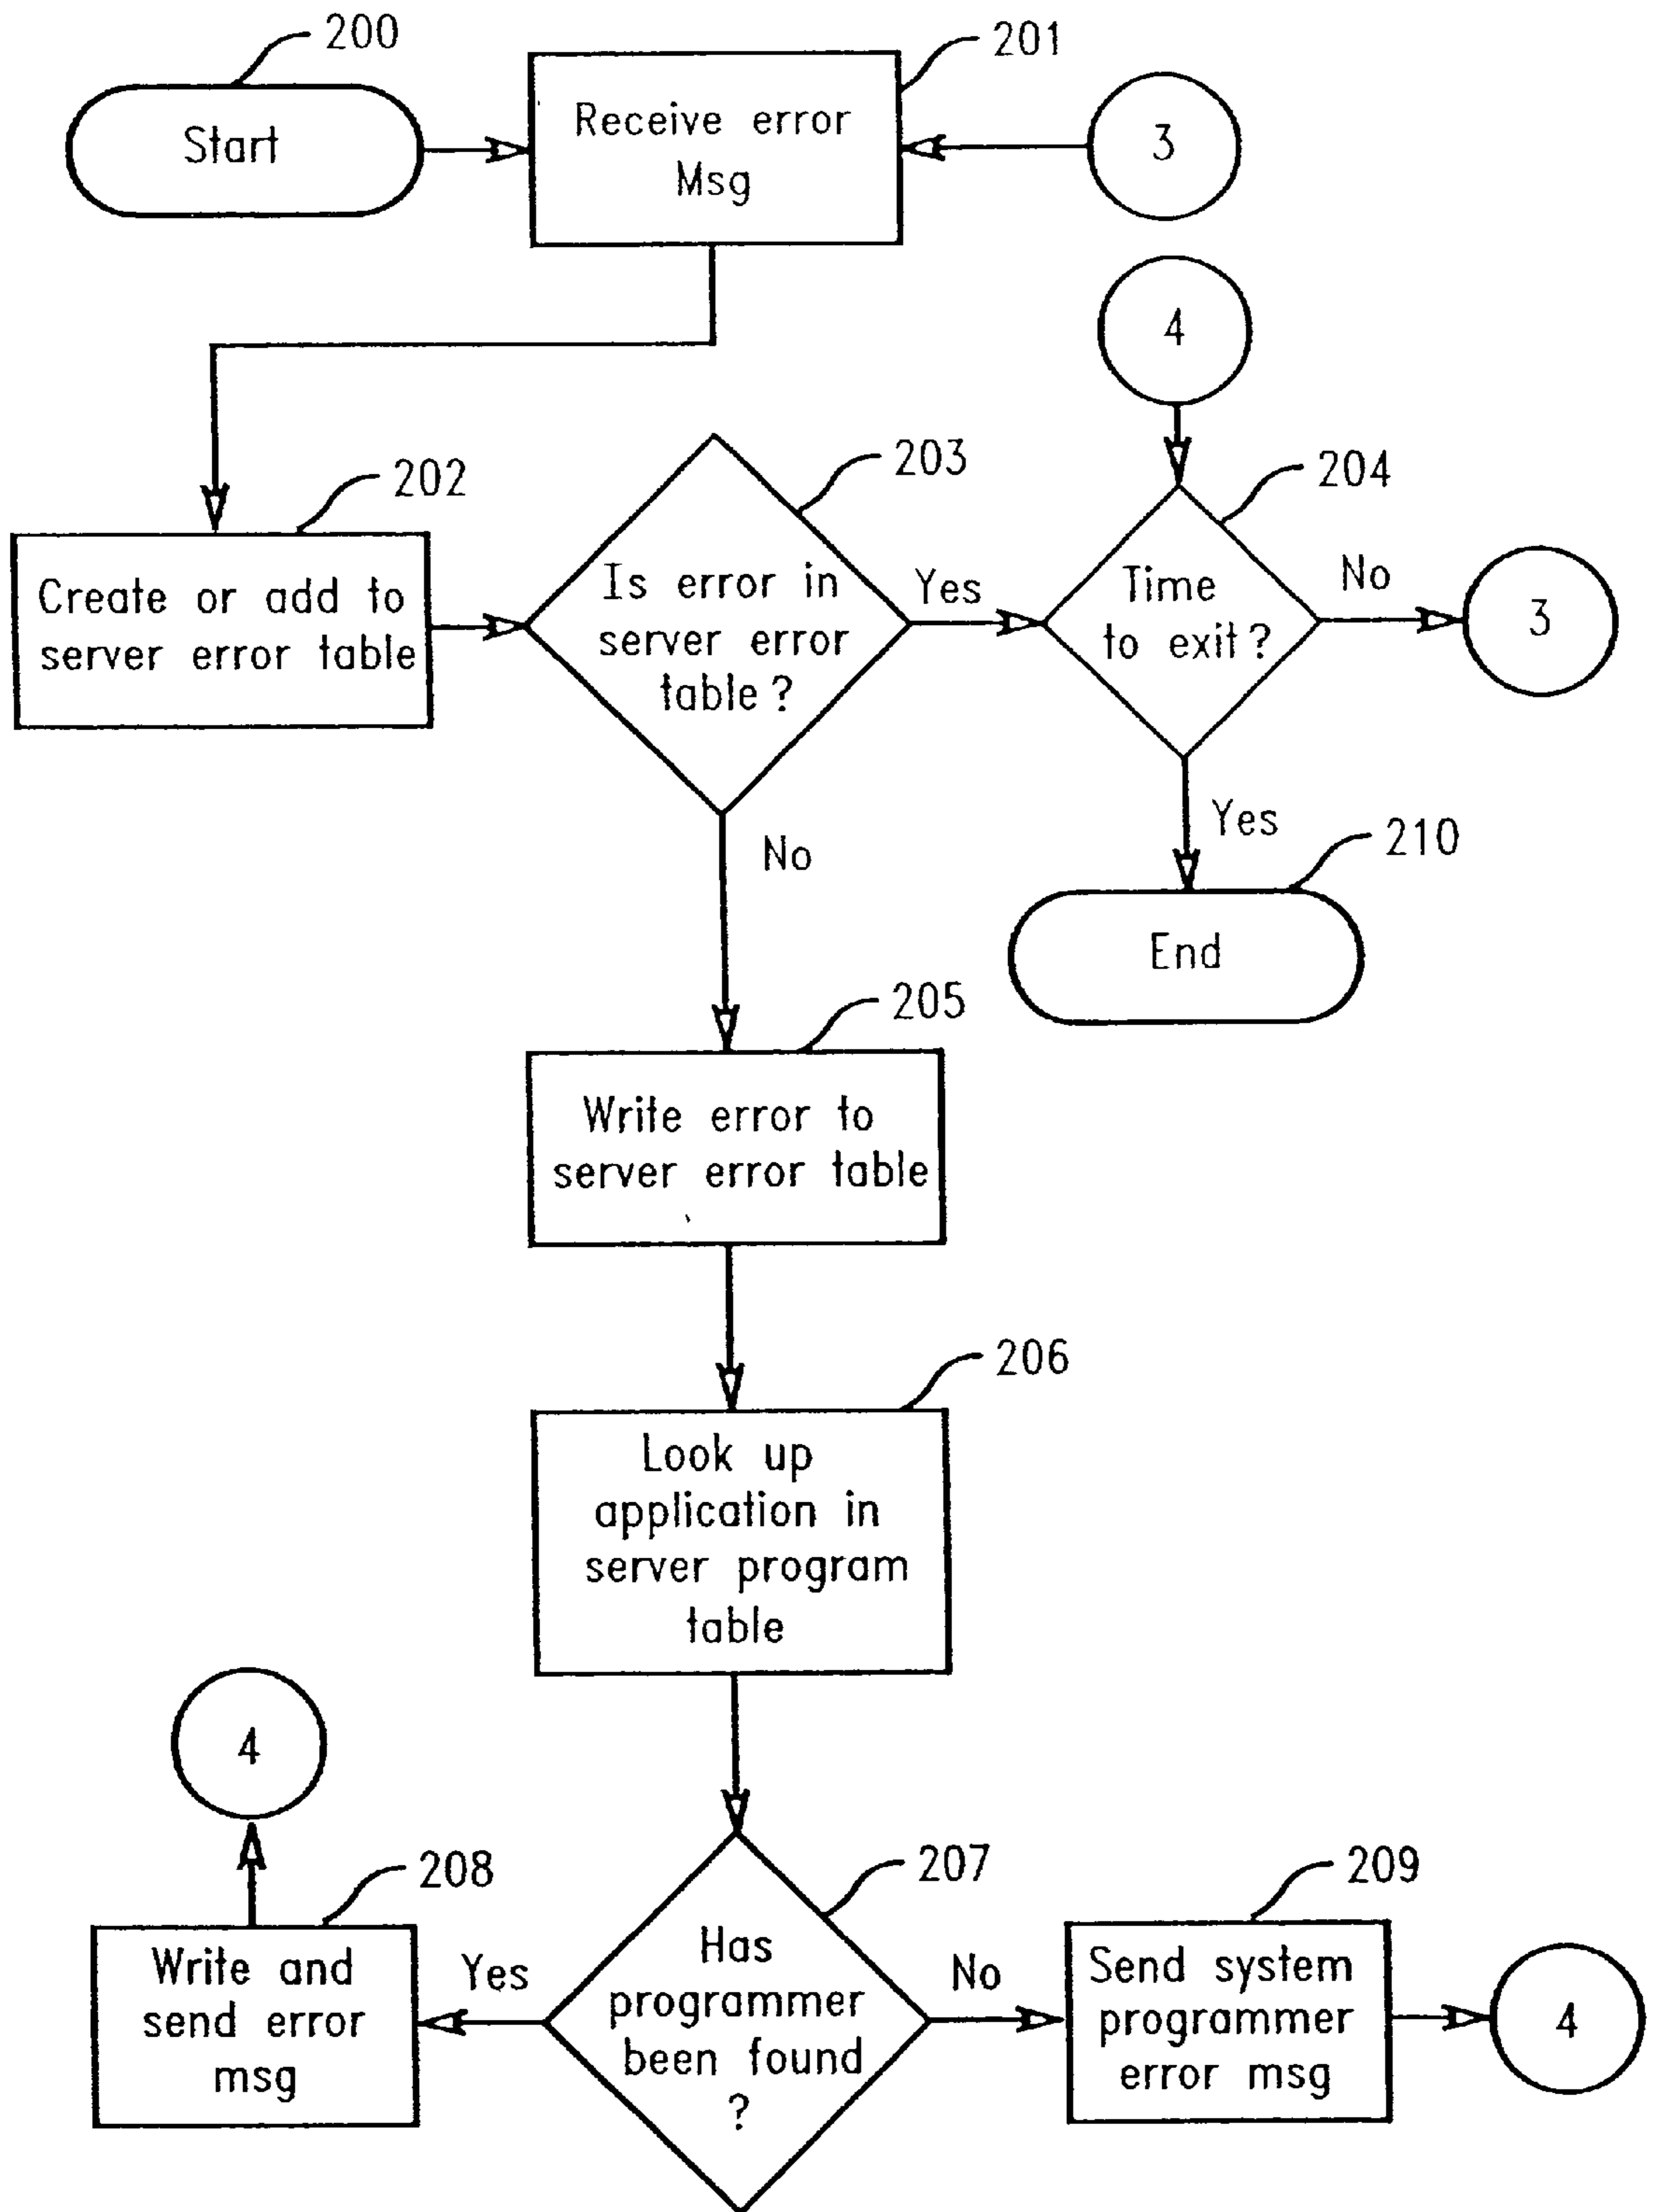 200
Start
201
Receive error
Msg
3
4
202
Create or add to
server error table
203
Is error in
server error
table?
Yes
204
Time
to exit?
No
3
No
Yes
210
End
205
Write error to
server error table
206
Look up
application in
server program
table
4
208
Write and
send error
msg
Yes
207
Has
programmer
been found
?
No
209
Send system
programmer
error msg
4